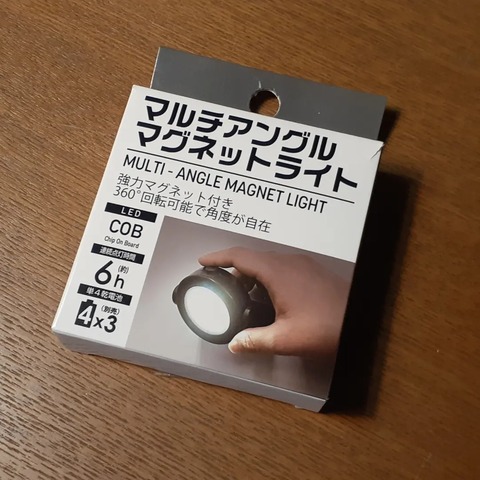 マルチアングル
マグネットライト
MULTI - ANGLE MAGNET LIGHT
強力マグネット付き
360°回転可能で角度が自在
LED
COB
Chip On Board
連続点灯時間
6(約)h
単4乾電池
4×3(別売)